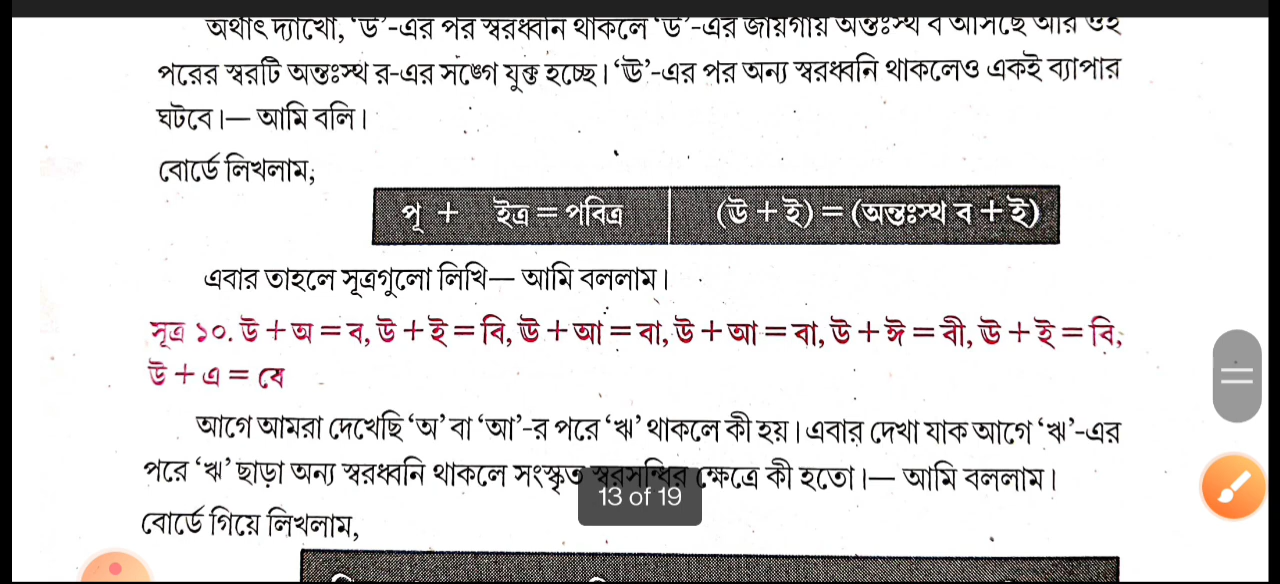 অর্থাৎ দ্যাখো, ‘উ’-এর পর স্বরধ্বনি থাকলে ‘উ’-এর জায়গায় অন্তঃস্থ ব আসছে আর ওই
পরের স্বরটি অন্তঃস্থ র-এর সঙ্গে যুক্ত হচ্ছে। ‘ঊ’-এর পর অন্য স্বরধ্বনি থাকলেও একই ব্যাপার
ঘটবে।— আমি বলি।
বোর্ডে লিখলাম;
পূ + ইত্র = পবিত্র (ঊ + ই) = (অন্তঃস্থ ব + ই)
এবার তাহলে সূত্রগুলো লিখি— আমি বললাম।
সূত্র ১০. উ + অ = ব, উ + ই = বি, ঊ + আ = বা, উ + আ = বা, উ + ঈ = বী, ঊ + ই = বি;
উ + এ = বে
আগে আমরা দেখেছি ‘অ’ বা ‘আ’-র পরে ‘ঋ’ থাকলে কী হয়। এবার দেখা যাক আগে ‘ঋ’-এর
পরে ‘ঋ’ ছাড়া অন্য স্বরধ্বনি থাকলে সংস্কৃত স্বরসন্ধির ক্ষেত্রে কী হতো।— আমি বললাম।
13 of 19
বোর্ডে গিয়ে লিখলাম,